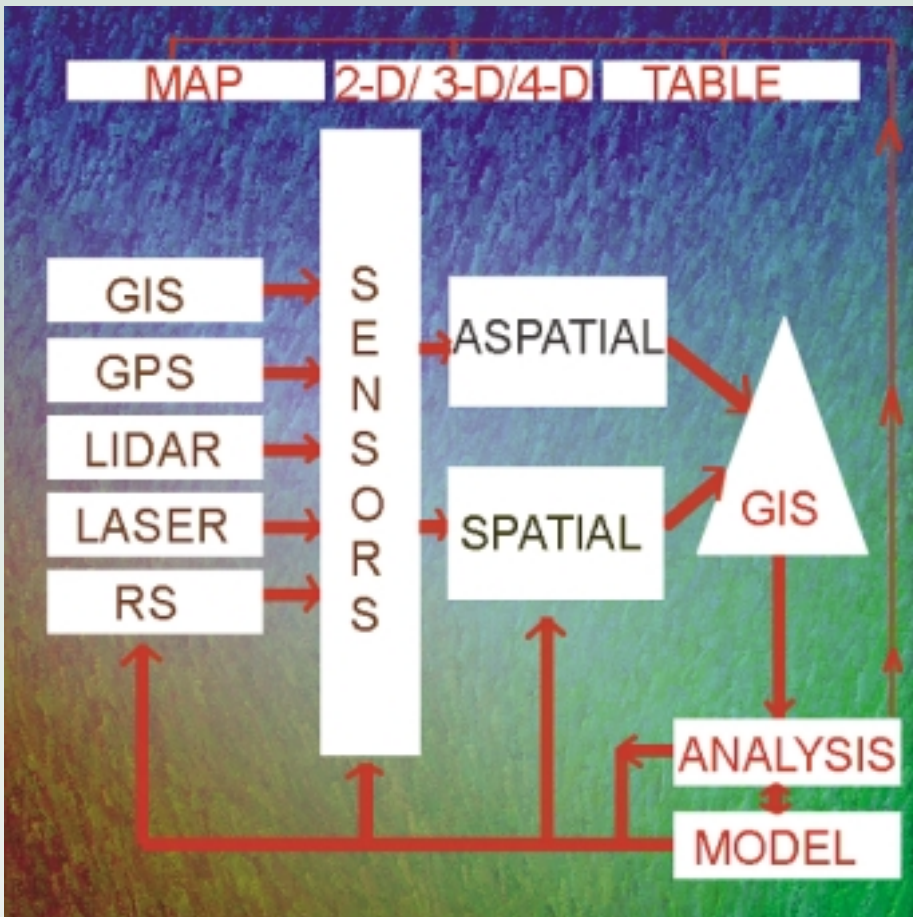 MAP
2-D/ 3-D/4-D
TABLE
GIS
GPS
LIDAR
LASER
RS
SENSORS
ASPATIAL
SPATIAL
GIS
ANALYSIS
MODEL